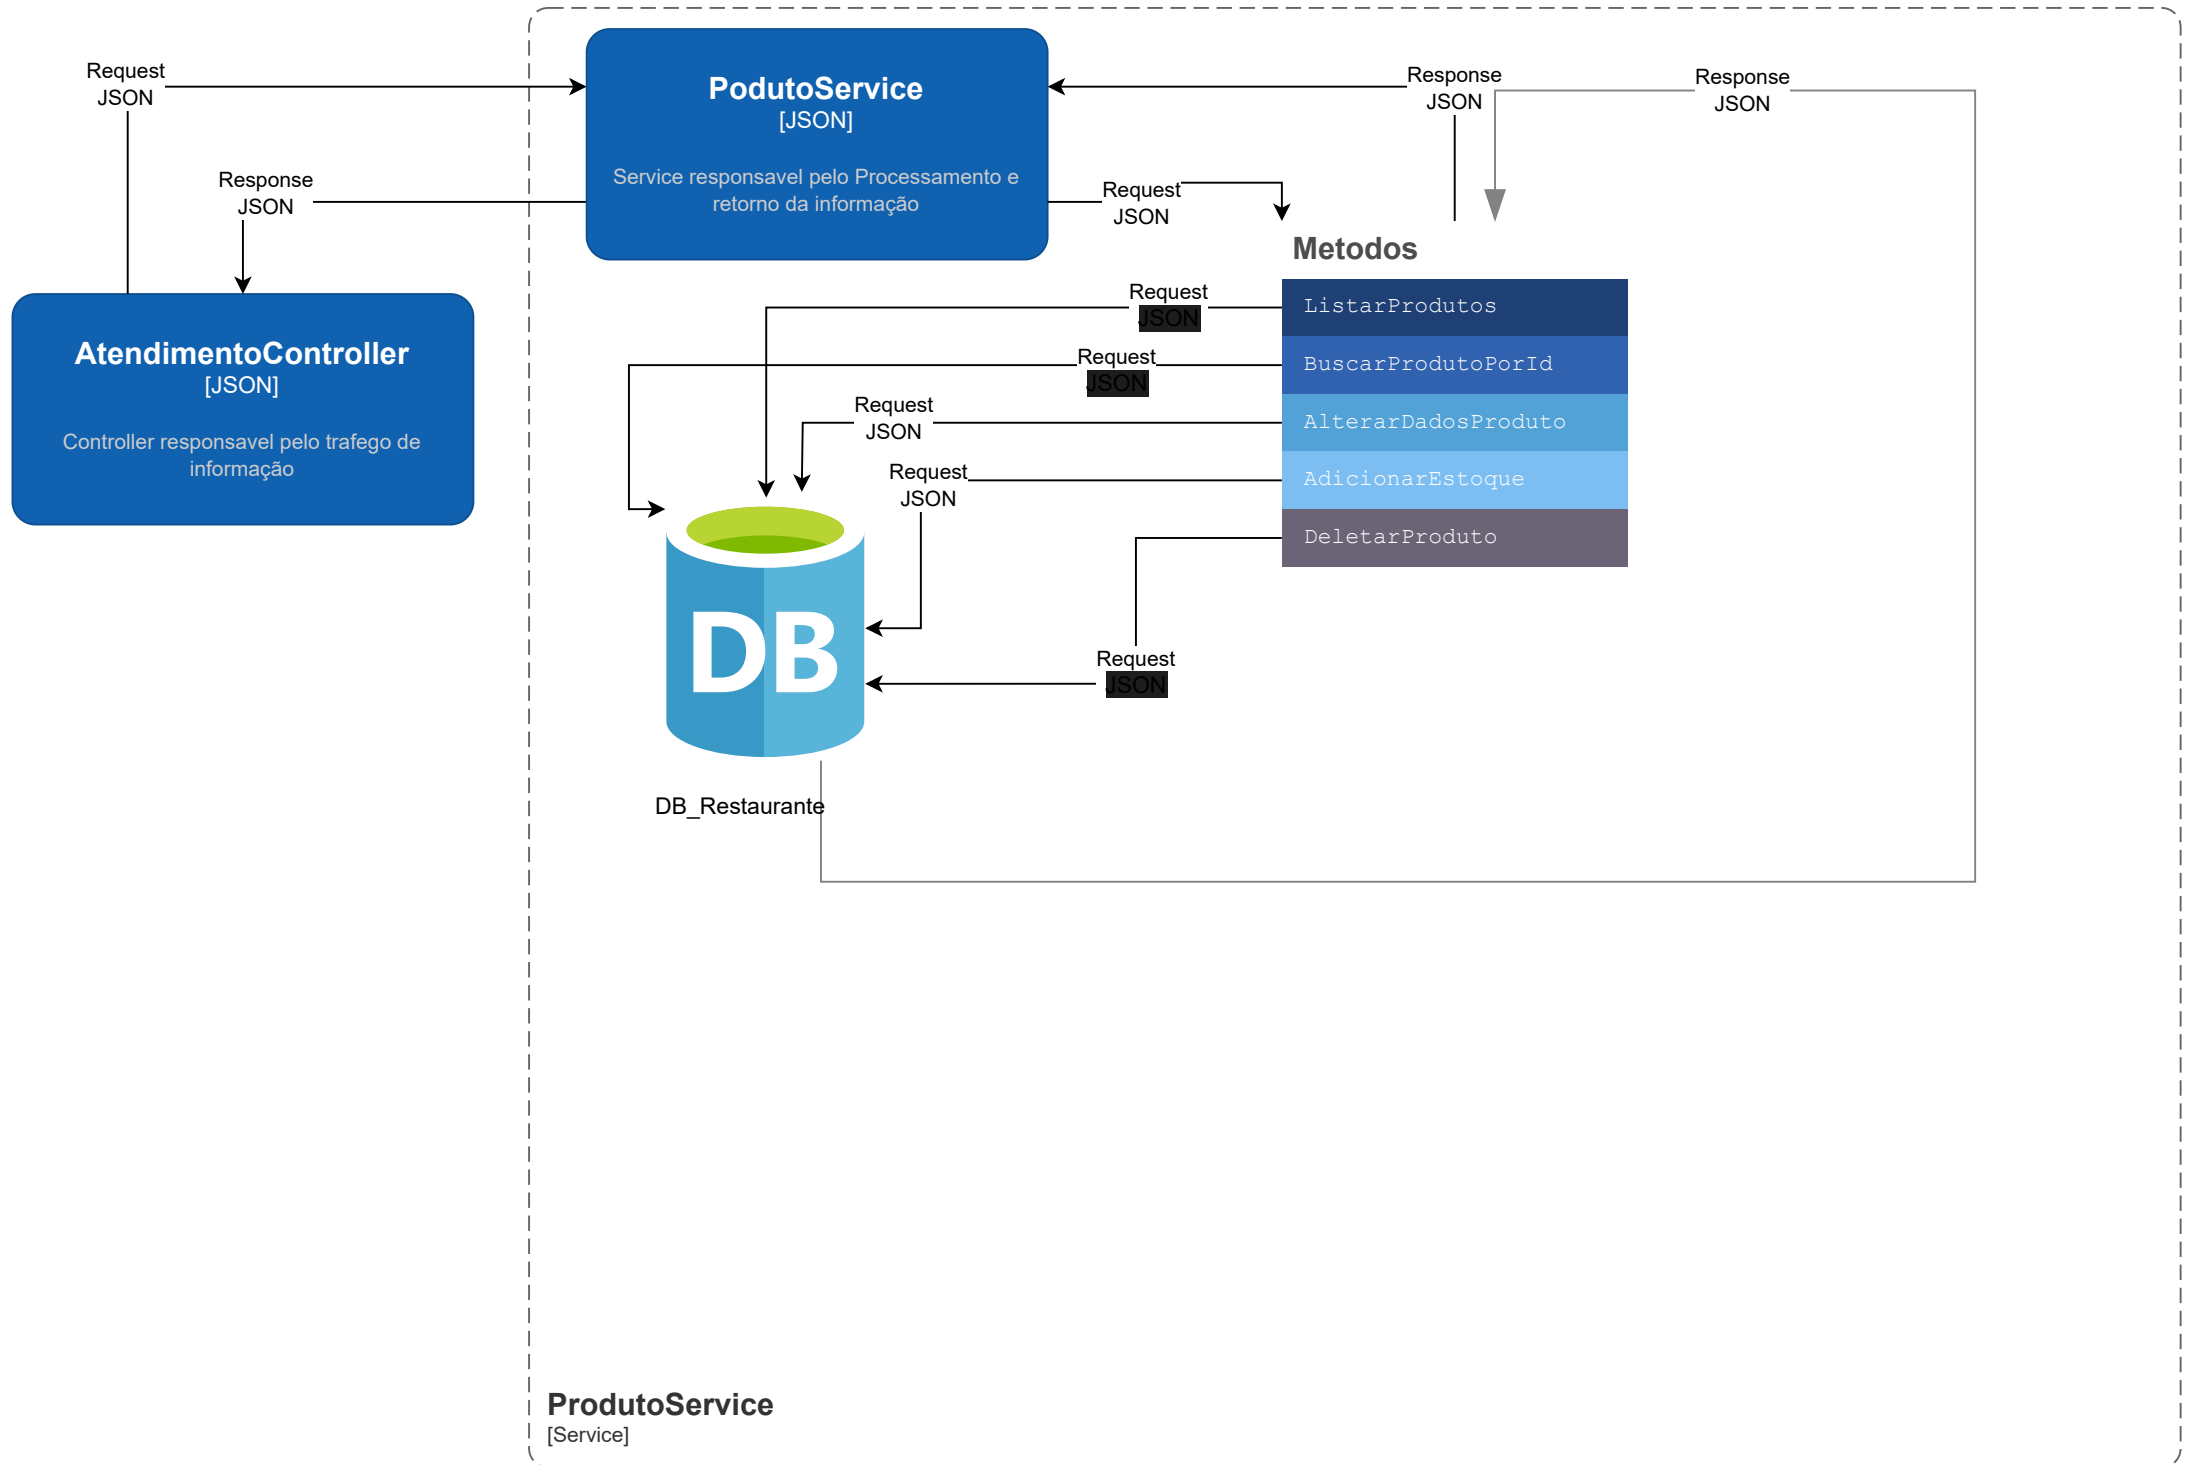 Request
JSON
PodutoService
[JSON]
Service responsavel pelo Processamento e
retorno da informação
Response
JSON
Response
JSON
Response
JSON
Request
JSON
AtendimentoController
[JSON]
Controller responsavel pelo trafego de
informação
Metodos
ListarProdutos
BuscarProdutoPorId
AlterarDadosProduto
AdicionarEstoque
DeletarProduto
Request
JSON
Request
JSON
Request
JSON
Request
JSON
Request
JSON
DB
DB_Restaurante
ProdutoService
[Service]